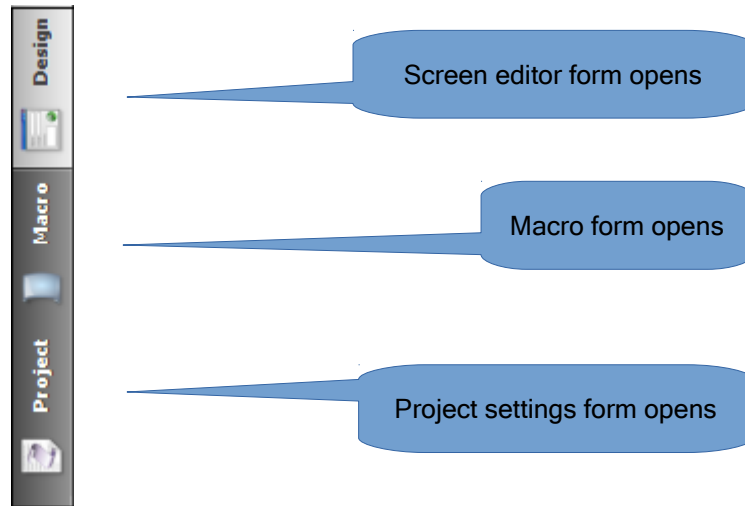 Design
Screen editor form opens
Macro
Macro form opens
Project
Project settings form opens